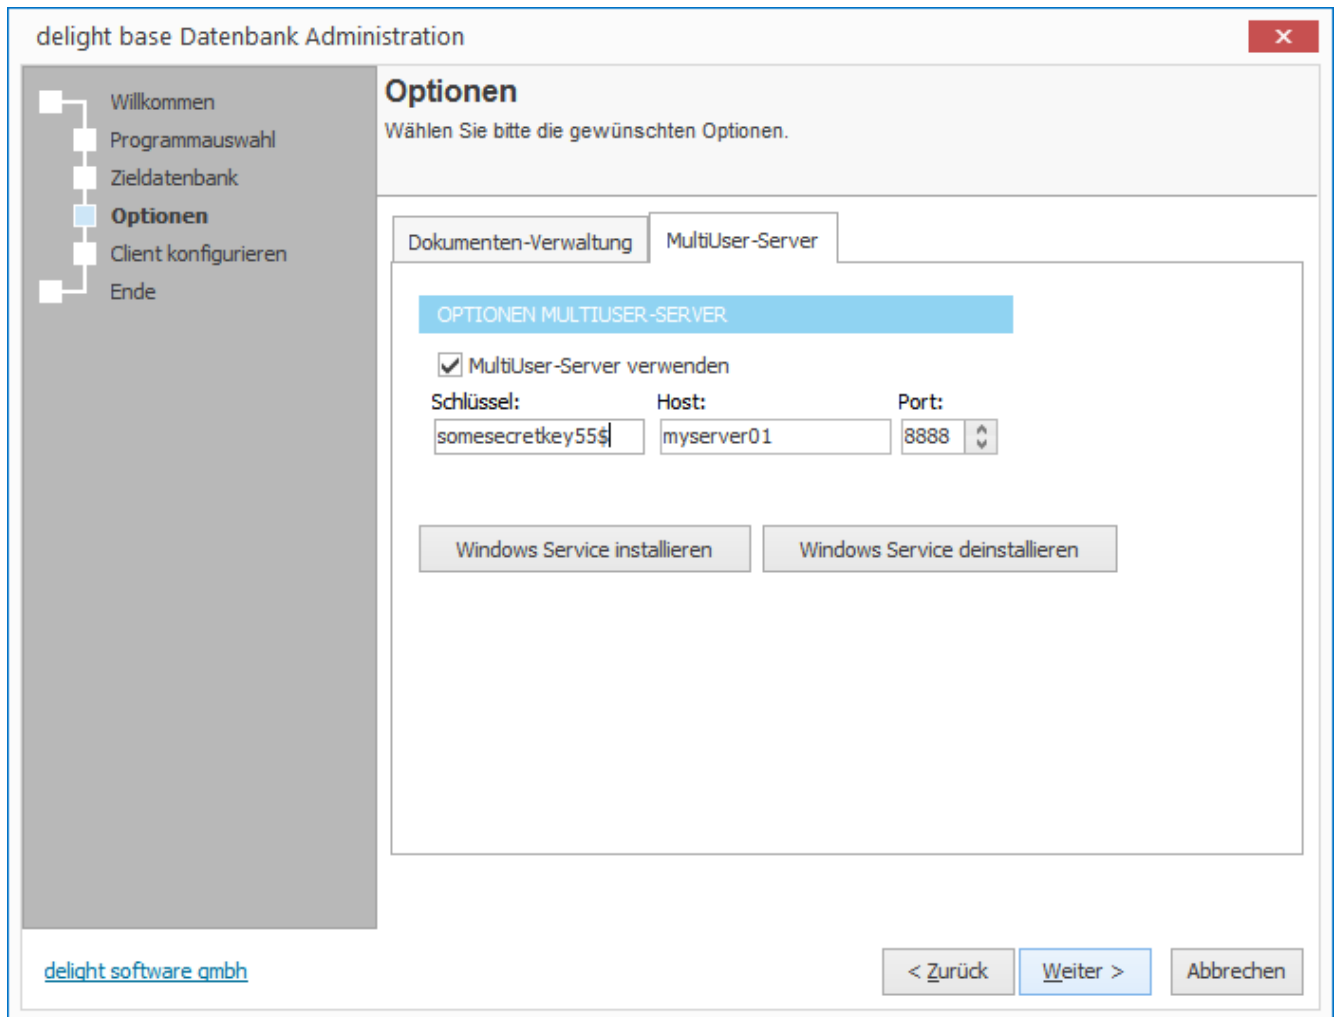 delight base Datenbank Administration
Willkommen
Programmauswahl
Zieldatenbank
Optionen
Client konfigurieren
Ende
Optionen
Wählen Sie bitte die gewünschten Optionen.
Dokumenten-Verwaltung MultiUser-Server
OPTIONEN MULTIUSER-SERVER
MultiUser-Server verwenden
Schlüssel: Host: Port:
somesecretkey55$ myserver01 8888
Windows Service installieren Windows Service deinstallieren
delight software gmbh
< Zurück Weiter > Abbrechen